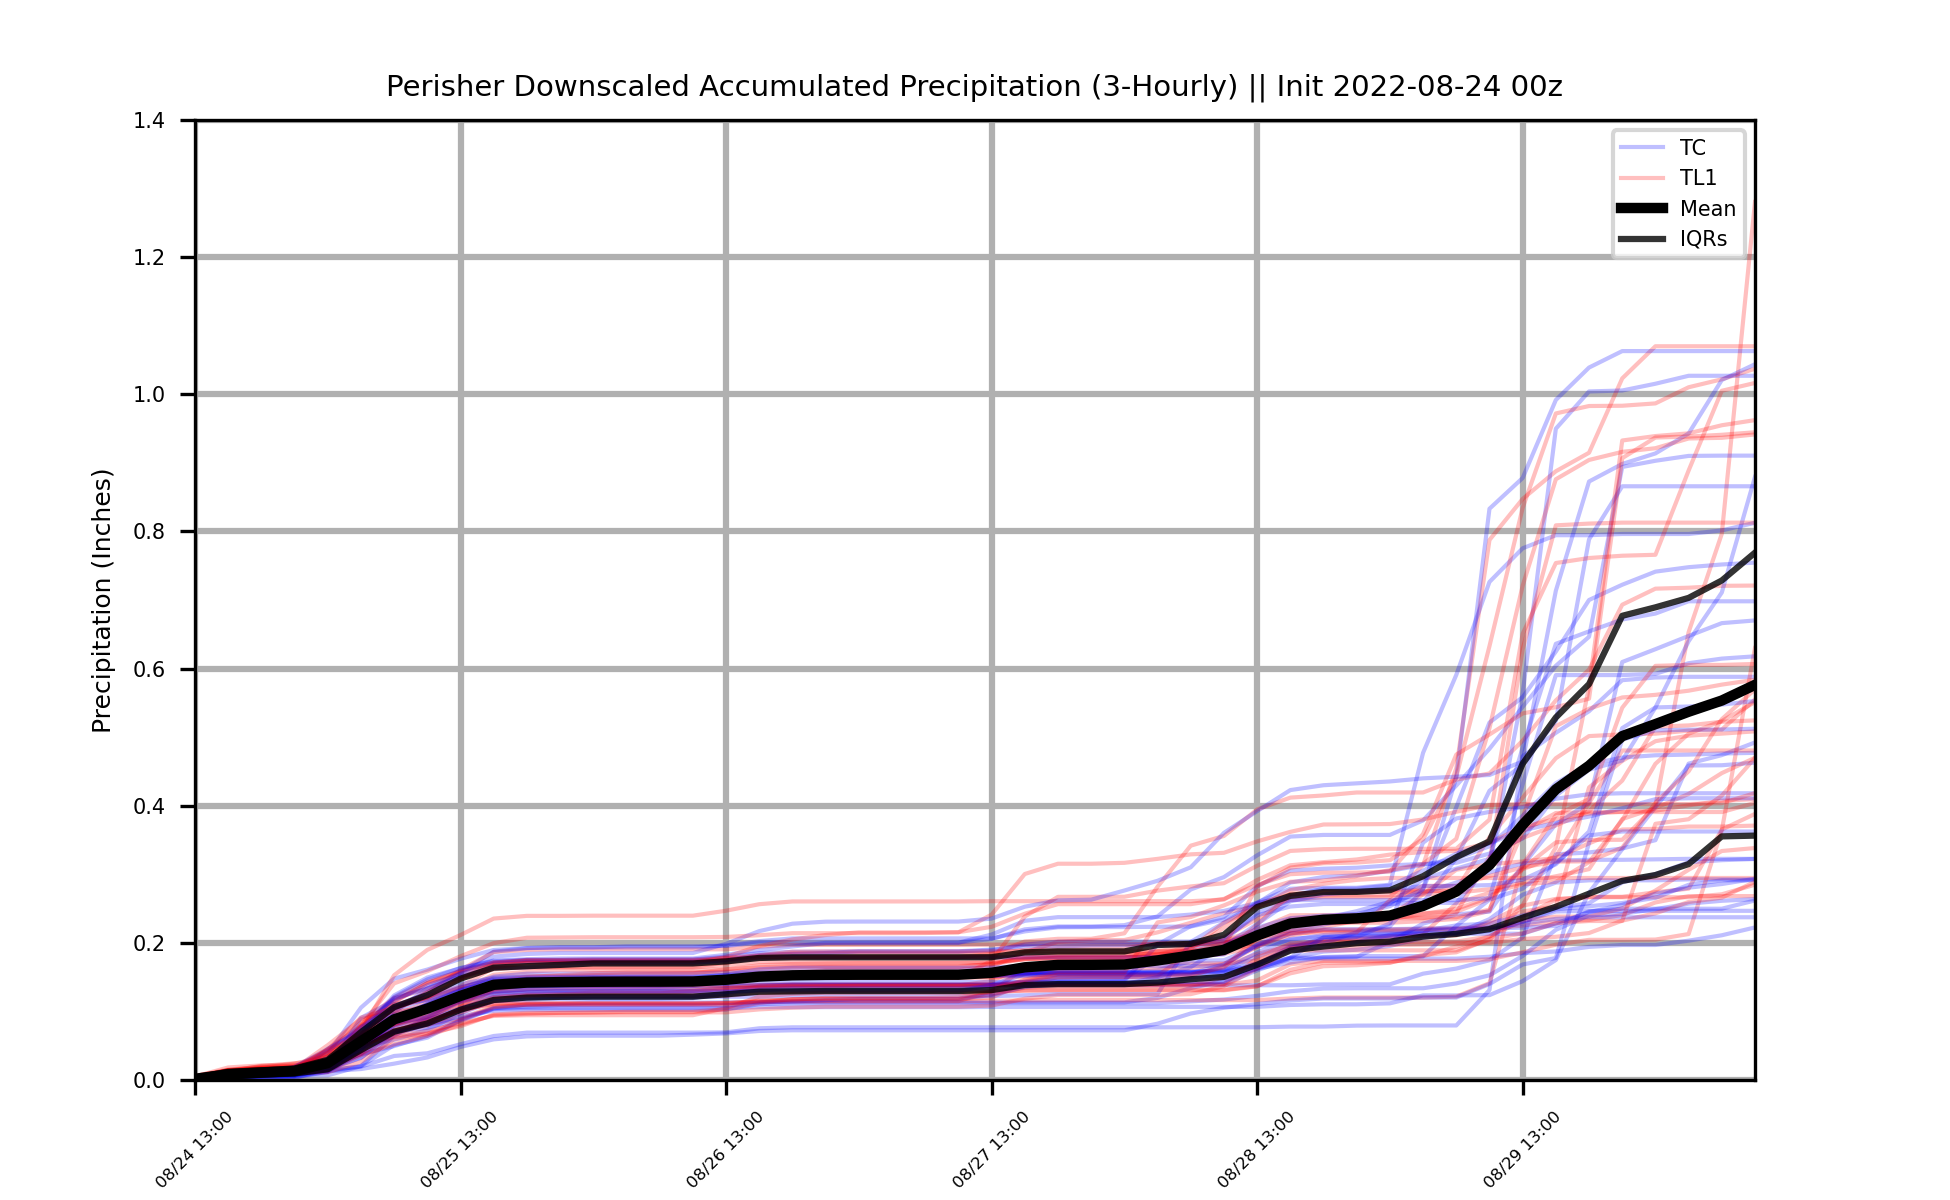 Perisher Downscaled Accumulated Precipitation (3-Hourly) || Init 2022-08-24 00z
TC
TL1
Mean
IQRs
Precipitation (Inches)
1.4
1.2
1.0
0.8
0.6
0.4
0.2
0.0
08/24 13:00
08/25 13:00
08/26 13:00
08/27 13:00
08/28 13:00
08/29 13:00